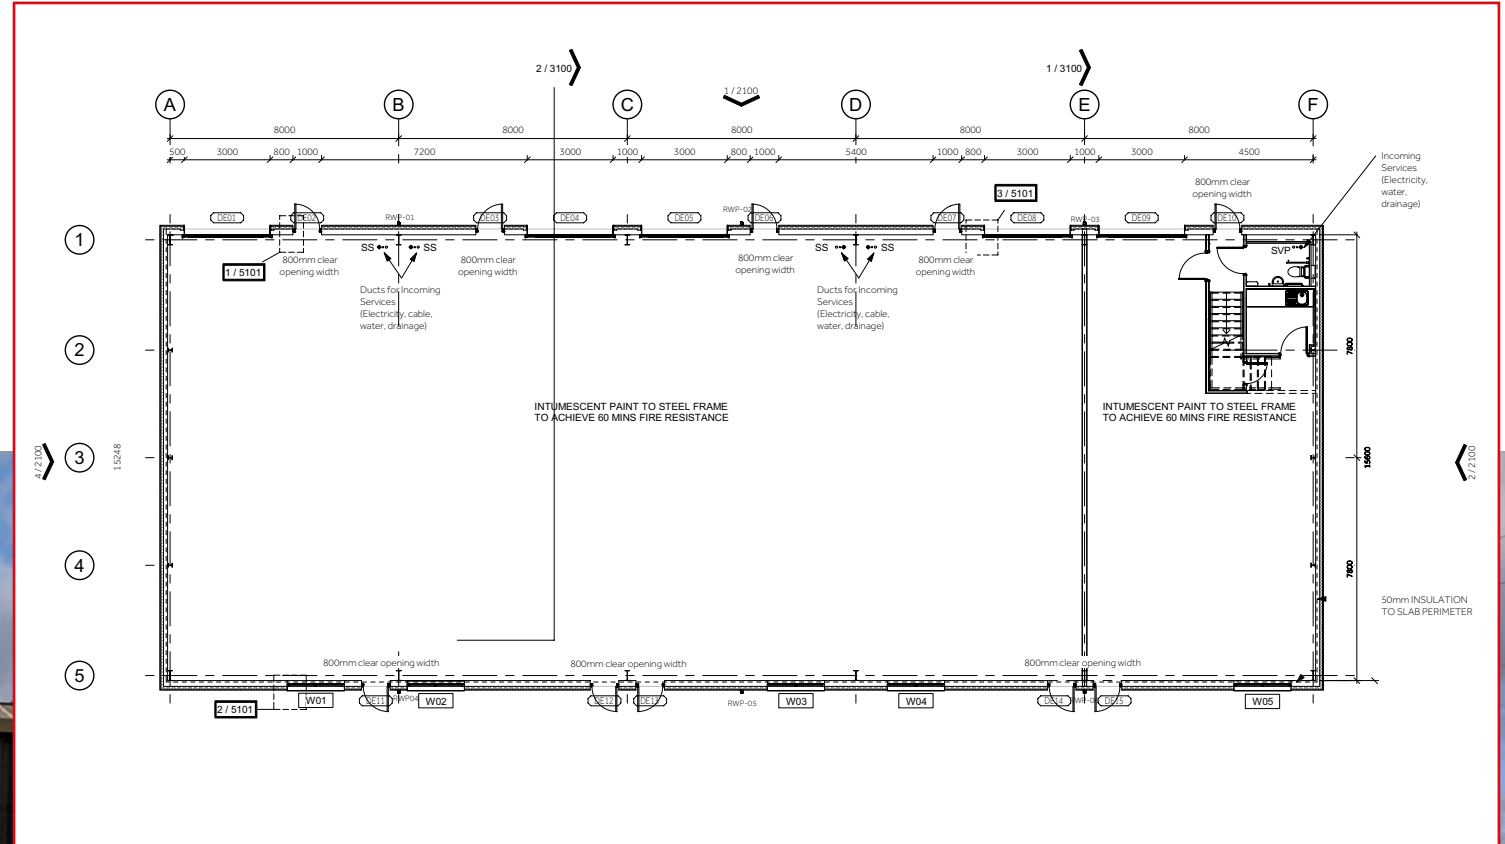 2 / 3100
1 / 3100
1 / 2100
A
B
C
D
E
F
8000
8000
8000
8000
8000
500
3000
800
1000
7200
3000
1000
3000
800
1000
5400
1000
800
3000
1000
3000
4500
Incoming
Services
(Electricity,
water,
drainage)
800mm clear
opening width
3 / 5101
DE01
DE02
RWP-01
DE03
DE04
DE05
RWP-02
DE06
DE07
DE08
RWP-03
DE09
DE10
1
SS
SS
SS
SS
SVP
1 / 5101
800mm clear
opening width
800mm clear
opening width
800mm clear
opening width
800mm clear
opening width
Ducts for Incoming
Services
(Electricity, cable,
water, drainage)
Ducts for Incoming
Services
(Electricity, cable,
water, drainage)
2
7800
INTUMESCENT PAINT TO STEEL FRAME
TO ACHIEVE 60 MINS FIRE RESISTANCE
INTUMESCENT PAINT TO STEEL FRAME
TO ACHIEVE 60 MINS FIRE RESISTANCE
4 / 2100
3
15248
15600
2 / 2100
4
7800
50mm INSULATION
TO SLAB PERIMETER
800mm clear opening width
800mm clear opening width
800mm clear opening width
5
2 / 5101
W01
DE11
RWP04
W02
DE12
DE13
RWP-05
W03
W04
DE14
DE15
W05